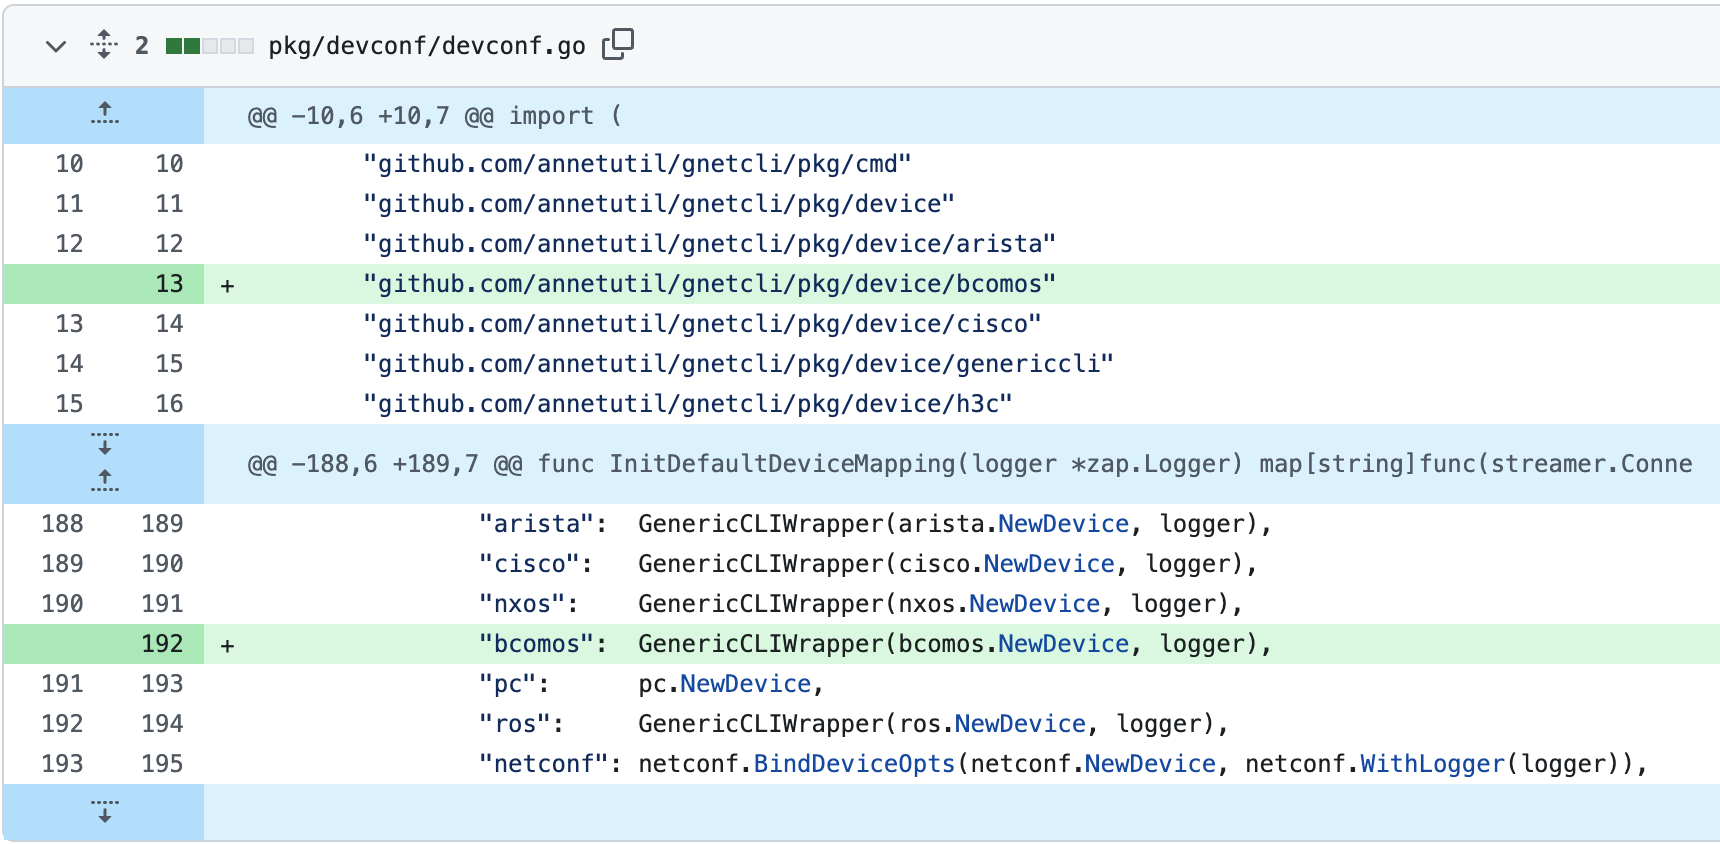 2 pkg/devconf/devconf.go
@@ -10,6 +10,7 @@ import (
10 10 "github.com/annetutil/gnetcli/pkg/cmd"
11 11 "github.com/annetutil/gnetcli/pkg/device"
12 12 "github.com/annetutil/gnetcli/pkg/device/arista"
13 + "github.com/annetutil/gnetcli/pkg/device/bcomos"
13 14 "github.com/annetutil/gnetcli/pkg/device/cisco"
14 15 "github.com/annetutil/gnetcli/pkg/device/genericcli"
15 16 "github.com/annetutil/gnetcli/pkg/device/h3c"
@@ -188,6 +189,7 @@ func InitDefaultDeviceMapping(logger *zap.Logger) map[string]func(streamer.Conne
188 189 "arista": GenericCLIWrapper(arista.NewDevice, logger),
189 190 "cisco": GenericCLIWrapper(cisco.NewDevice, logger),
190 191 "nxos": GenericCLIWrapper(nxos.NewDevice, logger),
192 + "bcomos": GenericCLIWrapper(bcomos.NewDevice, logger),
191 193 "pc": pc.NewDevice,
192 194 "ros": GenericCLIWrapper(ros.NewDevice, logger),
193 195 "netconf": netconf.BindDeviceOpts(netconf.NewDevice, netconf.WithLogger(logger)),